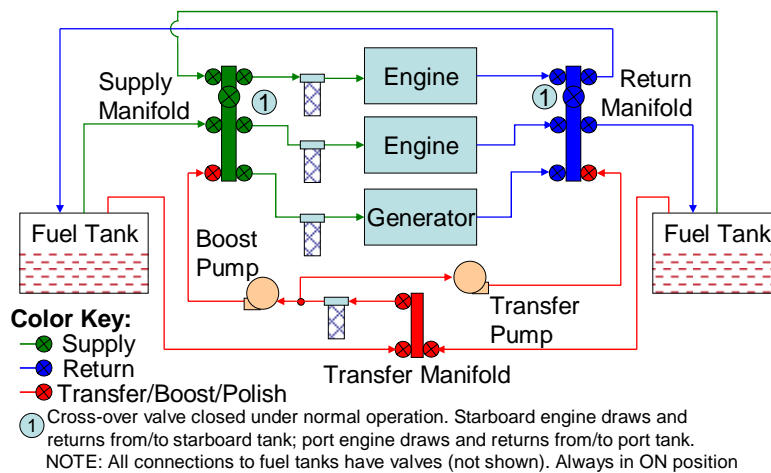 Engine
Supply
Manifold
1
1
Return
Manifold
Engine
Generator
Fuel Tank
Fuel Tank
Boost
Pump
Transfer
Pump
Color Key:
Supply
Return
Transfer/Boost/Polish
Transfer Manifold
1 Cross-over valve closed under normal operation. Starboard engine draws and
returns from/to starboard tank; port engine draws and returns from/to port tank.
NOTE: All connections to fuel tanks have valves (not shown). Always in ON position